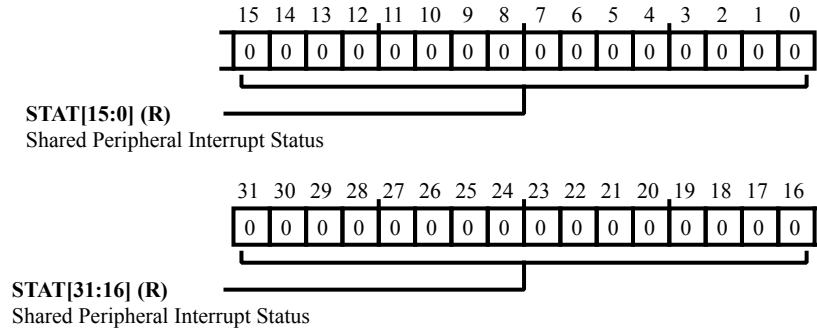 15 14 13 12 11 10 9 8 7 6 5 4 3 2 1 0
0 0 0 0 0 0 0 0 0 0 0 0 0 0 0 0
STAT[15:0] (R)
Shared Peripheral Interrupt Status
31 30 29 28 27 26 25 24 23 22 21 20 19 18 17 16
0 0 0 0 0 0 0 0 0 0 0 0 0 0 0 0
STAT[31:16] (R)
Shared Peripheral Interrupt Status